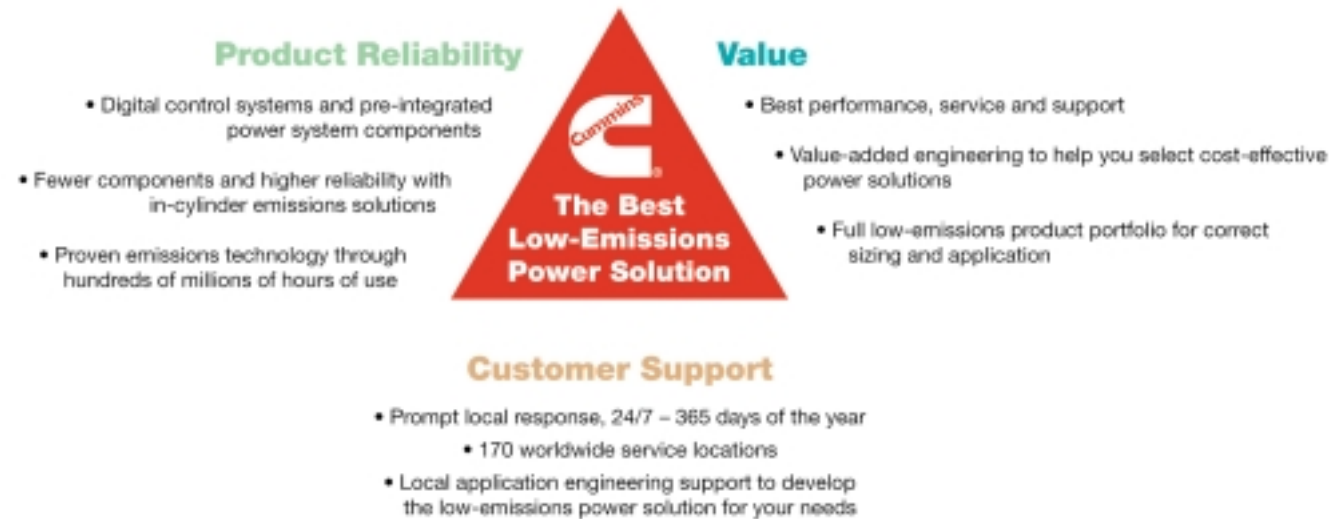 Product Reliability
• Digital control systems and pre-integrated
power system components
• Fewer components and higher reliability with
in-cylinder emissions solutions
• Proven emissions technology through
hundreds of millions of hours of use
Cummins
®
The Best
Low-Emissions
Power Solution
Value
• Best performance, service and support
• Value-added engineering to help you select cost-effective
power solutions
• Full low-emissions product portfolio for correct
sizing and application
Customer Support
• Prompt local response, 24/7 – 365 days of the year
• 170 worldwide service locations
• Local application engineering support to develop
the low-emissions power solution for your needs